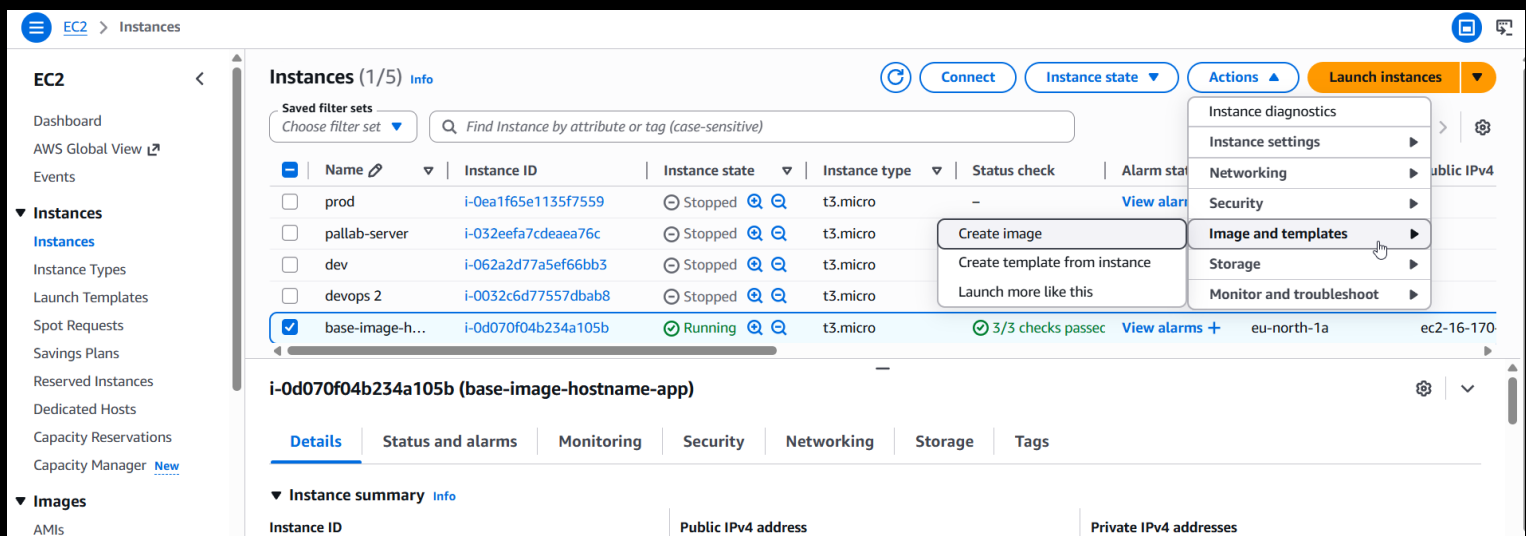 EC2 > Instances
EC2
Dashboard
AWS Global View
Events
Instances
Instances
Instance Types
Launch Templates
Spot Requests
Savings Plans
Reserved Instances
Dedicated Hosts
Capacity Reservations
Capacity Manager New
Images
AMIs
Instances (1/5) Info
Connect
Instance state
Actions
Launch instances
Saved filter sets
Choose filter set
Find Instance by attribute or tag (case-sensitive)
Instance diagnostics
Instance settings
Networking
Security
Image and templates
Storage
Monitor and troubleshoot
Create image
Create template from instance
Launch more like this
Name Instance ID Instance state Instance type Status check Alarm stat ublic IPv4
prod i-0ea1f65e1135f7559 Stopped t3.micro – View alarm
pallab-server i-032eefa7cdeaea76c Stopped t3.micro
dev i-062a2d77a5ef66bb3 Stopped t3.micro
devops 2 i-0032c6d77557dbab8 Stopped t3.micro
base-image-h... i-0d070f04b234a105b Running t3.micro 3/3 checks passec View alarms + eu-north-1a ec2-16-170-
i-0d070f04b234a105b (base-image-hostname-app)
Details Status and alarms Monitoring Security Networking Storage Tags
Instance summary Info
Instance ID Public IPv4 address Private IPv4 addresses